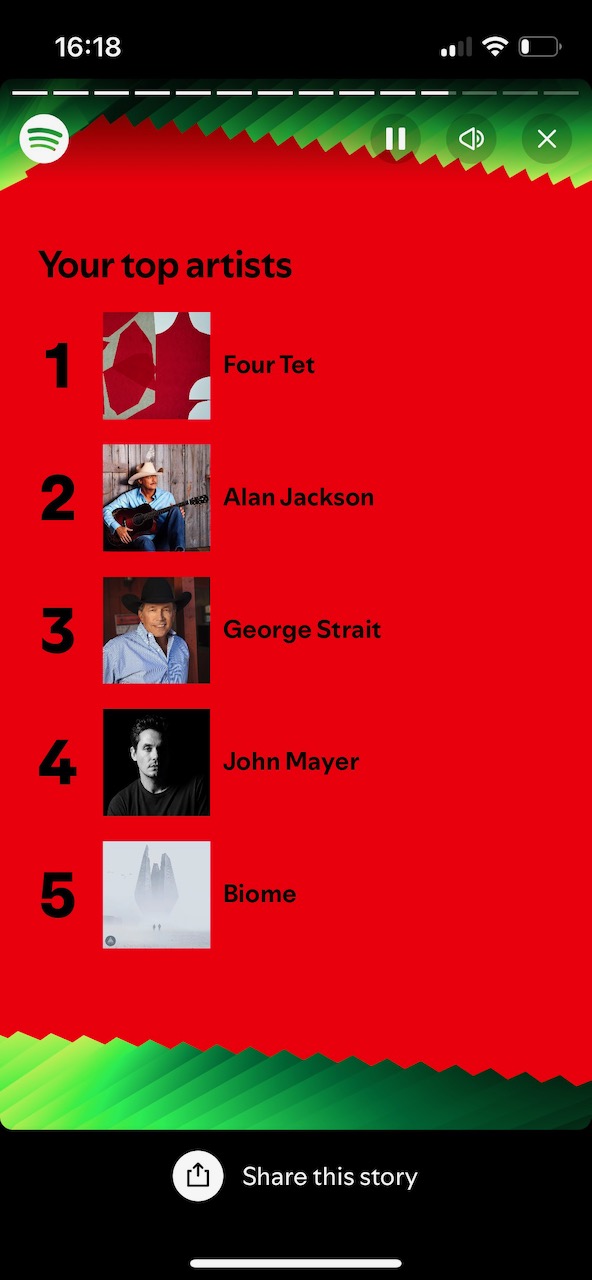 16:18
Your top artists
1
Four Tet
2
Alan Jackson
3
George Strait
4
John Mayer
5
Biome
Share this story